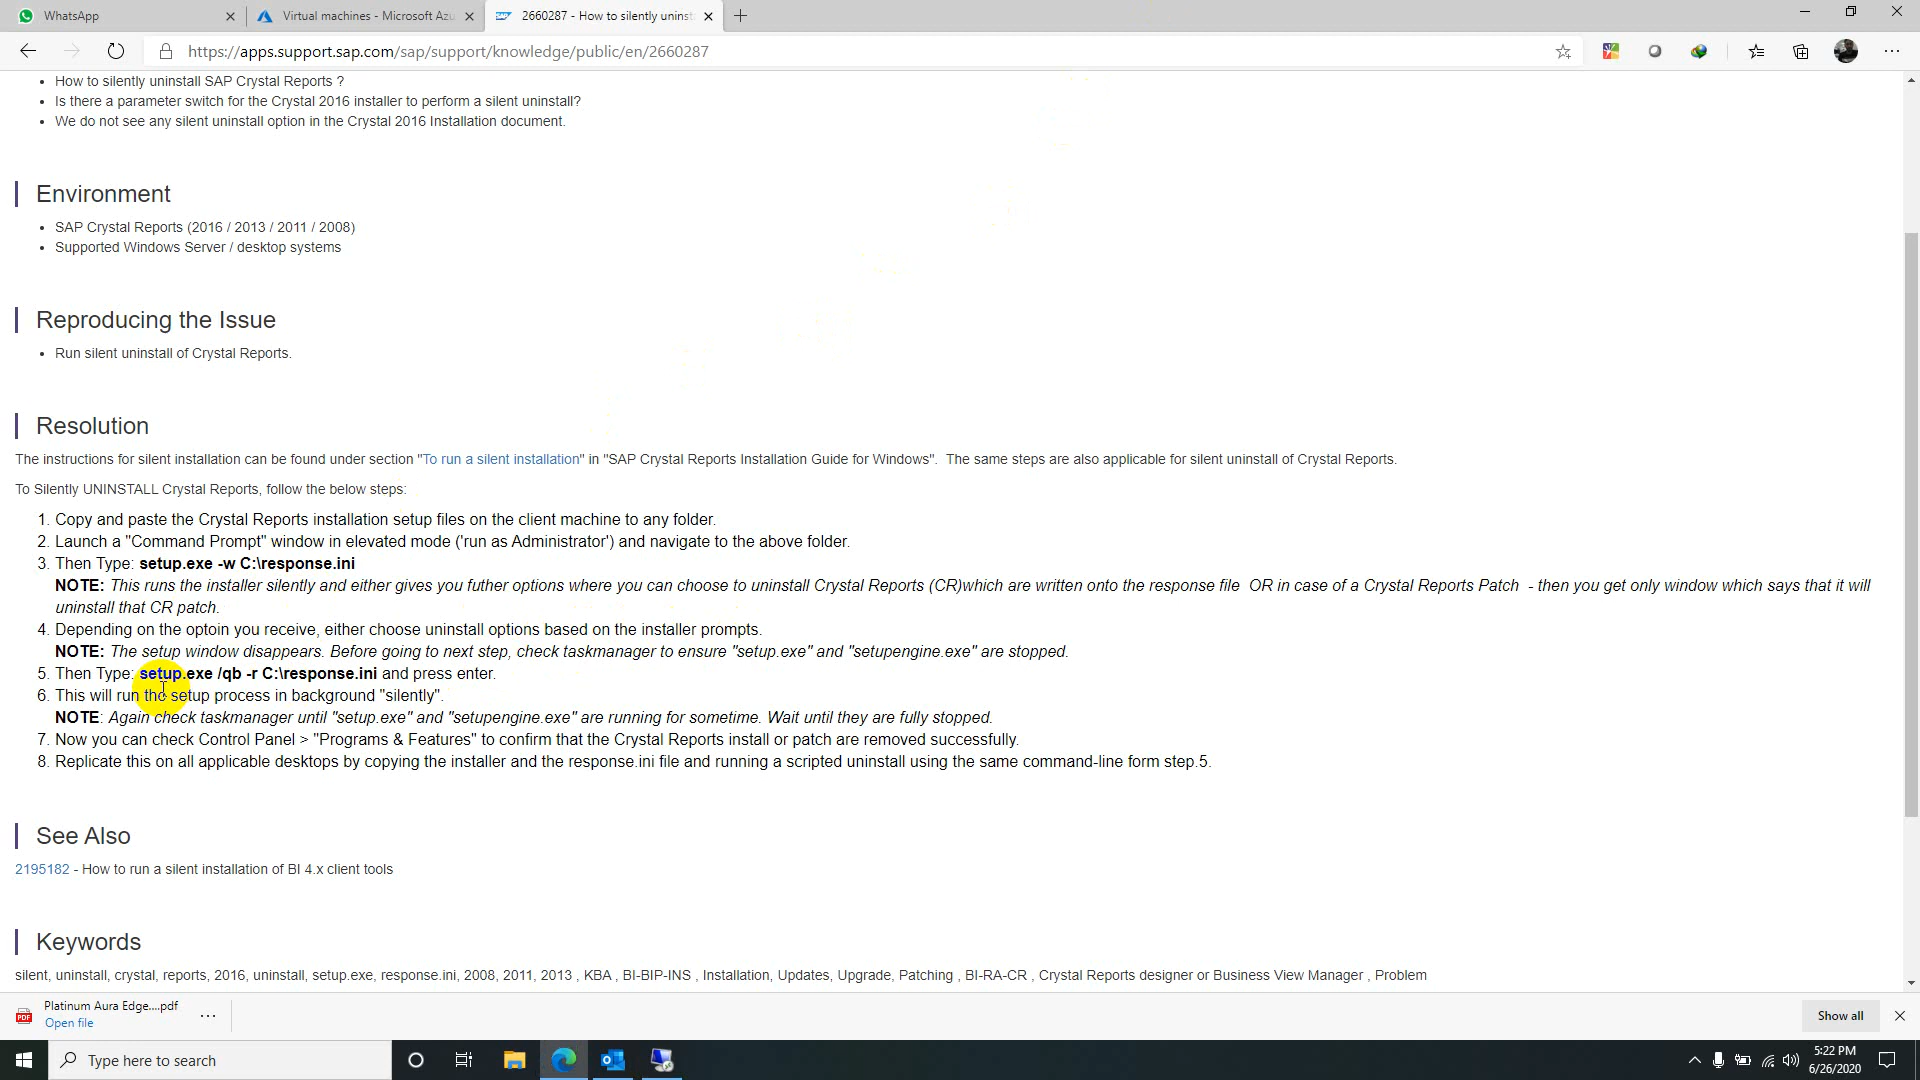 WhatsApp
Virtual machines - Microsoft Azu
2660287 - How to silently uninst
https://apps.support.sap.com/sap/support/knowledge/public/en/2660287
• How to silently uninstall SAP Crystal Reports ?
• Is there a parameter switch for the Crystal 2016 installer to perform a silent uninstall?
• We do not see any silent uninstall option in the Crystal 2016 Installation document.
Environment
• SAP Crystal Reports (2016 / 2013 / 2011 / 2008)
• Supported Windows Server / desktop systems
Reproducing the Issue
• Run silent uninstall of Crystal Reports.
Resolution
The instructions for silent installation can be found under section "To run a silent installation" in "SAP Crystal Reports Installation Guide for Windows".  The same steps are also applicable for silent uninstall of Crystal Reports.
To Silently UNINSTALL Crystal Reports, follow the below steps:
1. Copy and paste the Crystal Reports installation setup files on the client machine to any folder.
2. Launch a "Command Prompt" window in elevated mode ('run as Administrator') and navigate to the above folder.
3. Then Type: setup.exe -w C:\response.ini
NOTE: This runs the installer silently and either gives you futher options where you can choose to uninstall Crystal Reports (CR)which are written onto the response file  OR in case of a Crystal Reports Patch  - then you get only window which says that it will
uninstall that CR patch.
4. Depending on the optoin you receive, either choose uninstall options based on the installer prompts.
NOTE: The setup window disappears. Before going to next step, check taskmanager to ensure "setup.exe" and "setupengine.exe" are stopped.
5. Then Type: setup.exe /qb -r C:\response.ini and press enter.
6. This will run the setup process in background "silently".
NOTE: Again check taskmanager until "setup.exe" and "setupengine.exe" are running for sometime. Wait until they are fully stopped.
7. Now you can check Control Panel > "Programs & Features" to confirm that the Crystal Reports install or patch are removed successfully.
8. Replicate this on all applicable desktops by copying the installer and the response.ini file and running a scripted uninstall using the same command-line form step.5.
See Also
2195182 - How to run a silent installation of BI 4.x client tools
Keywords
silent, uninstall, crystal, reports, 2016, uninstall, setup.exe, response.ini, 2008, 2011, 2013 , KBA , BI-BIP-INS , Installation, Updates, Upgrade, Patching , BI-RA-CR , Crystal Reports designer or Business View Manager , Problem
Platinum Aura Edge....pdf
Open file
Show all
Type here to search
5:22 PM
6/26/2020